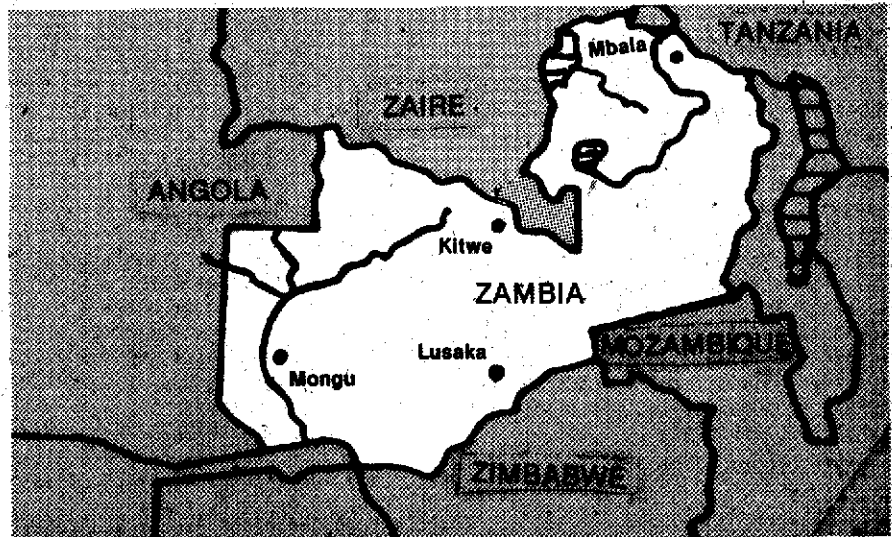 TANZANIA
Mbala
ZAIRE
ANGOLA
Kitwe
ZAMBIA
MOZAMBIQUE
Lusaka
Mongu
ZIMBABWE